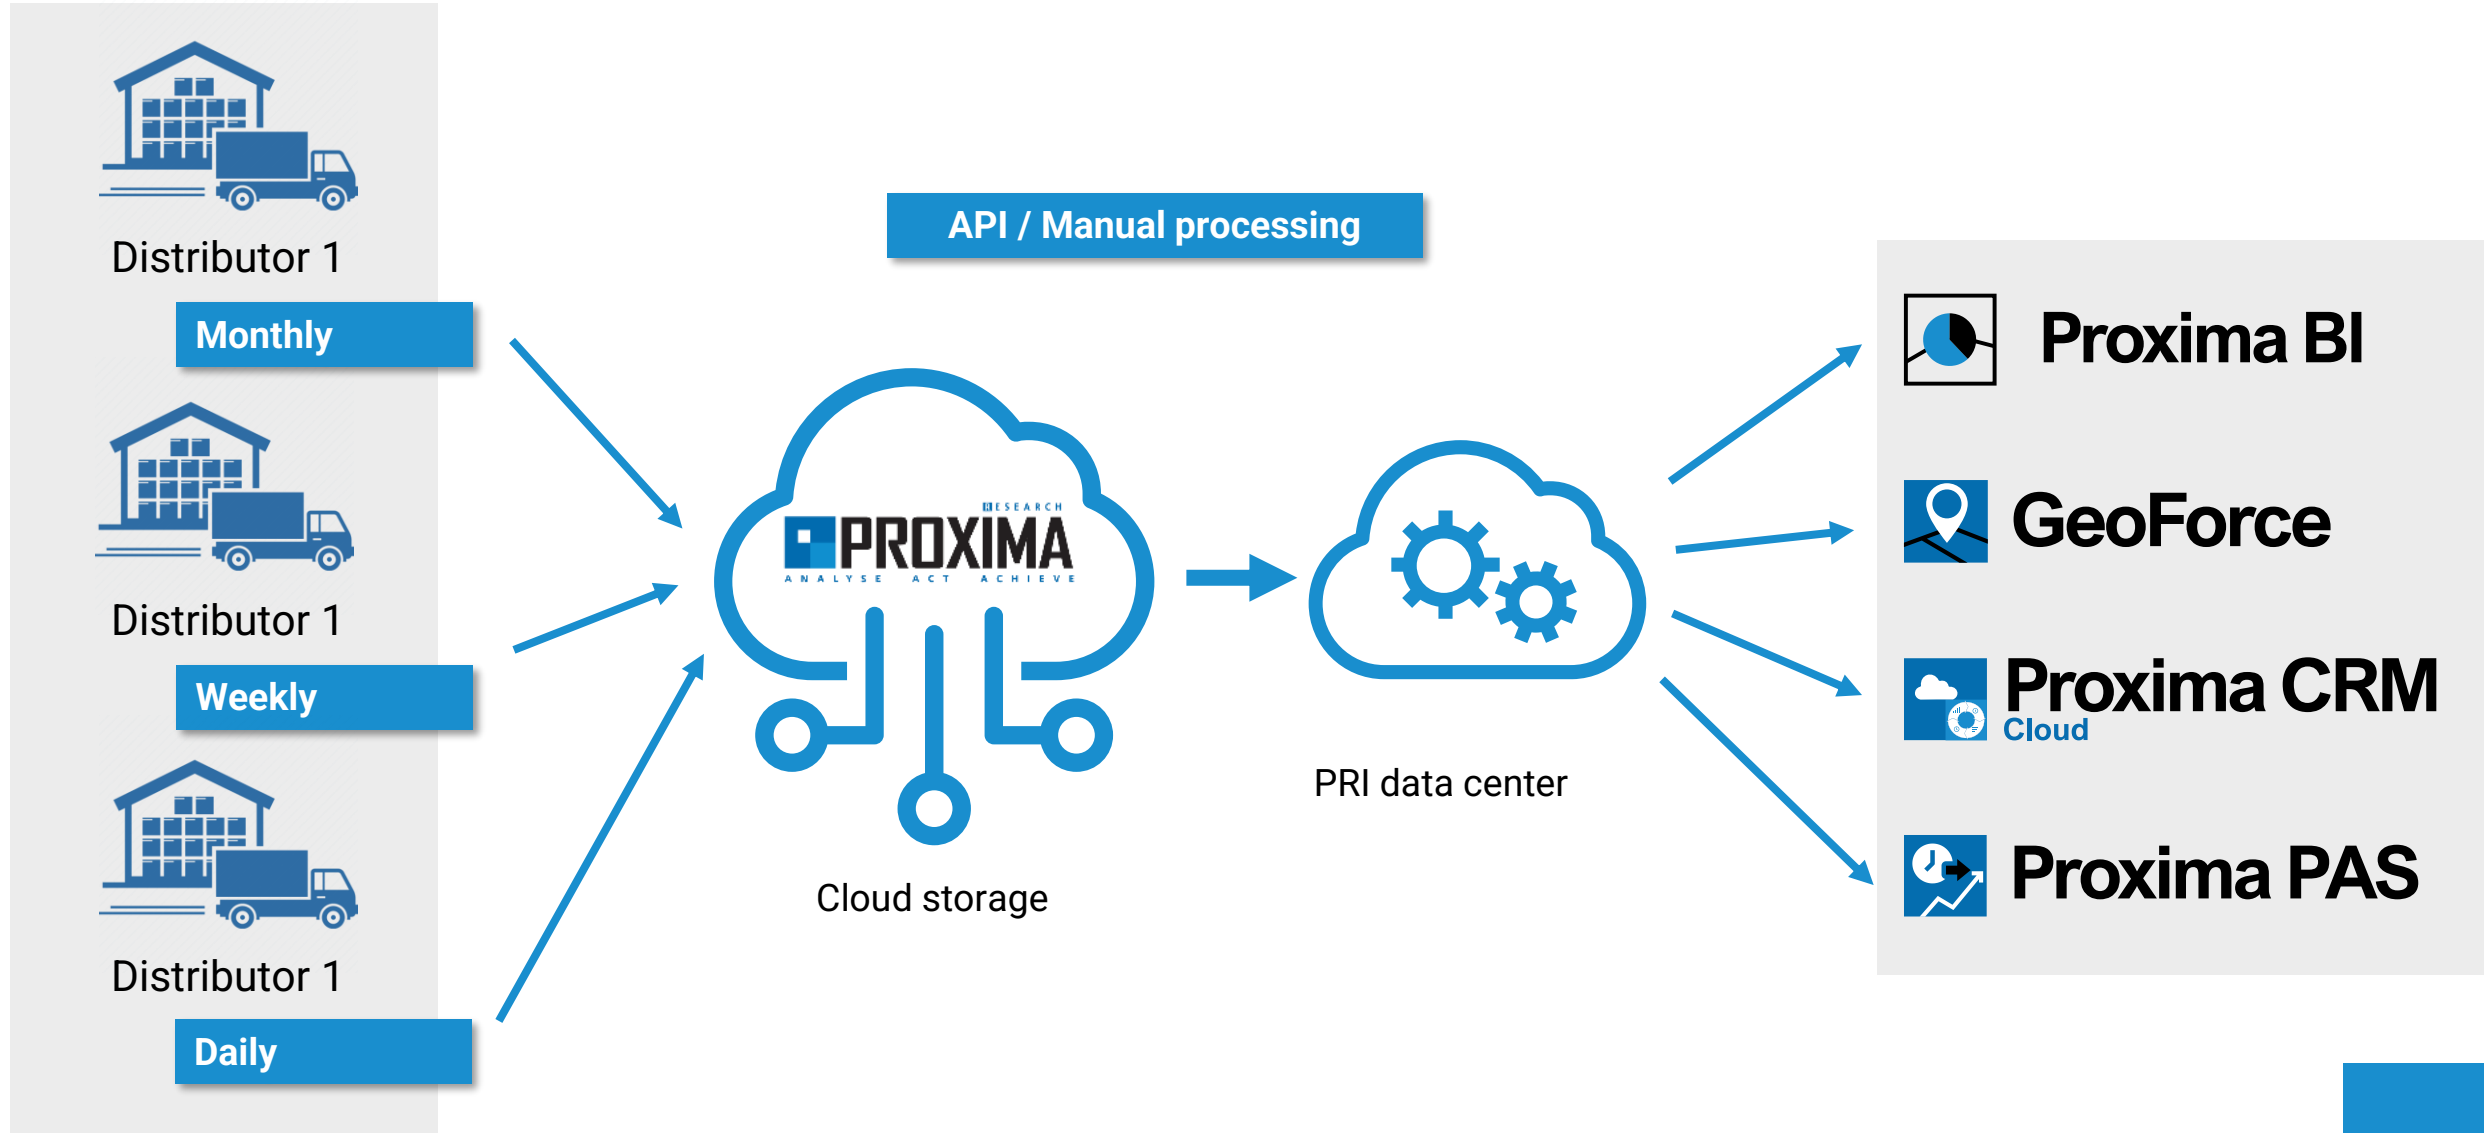 Distributor 1
Monthly
Distributor 1
Weekly
Distributor 1
Daily
API / Manual processing
RESEARCH
PROXIMA
ANALYSE ACT ACHIEVE
Cloud storage
PRI data center
Proxima BI
GeoForce
Proxima CRM
Cloud
Proxima PAS